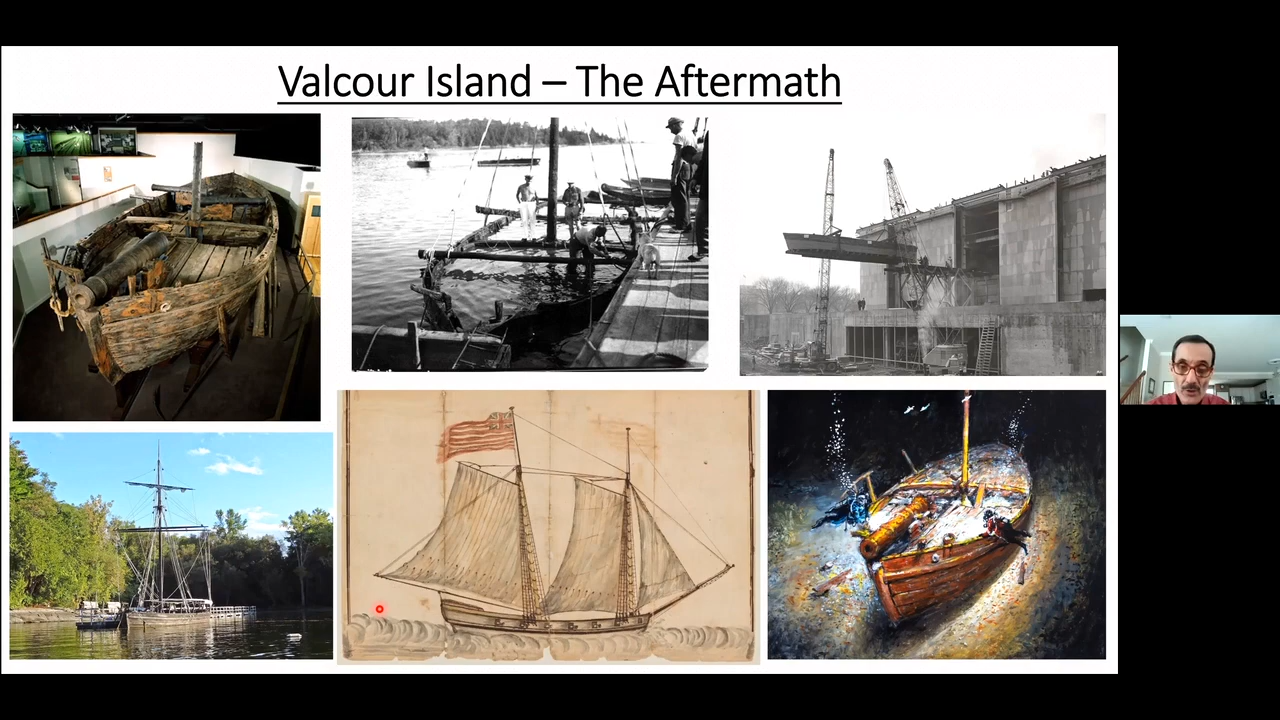 Valcour Island – The Aftermath